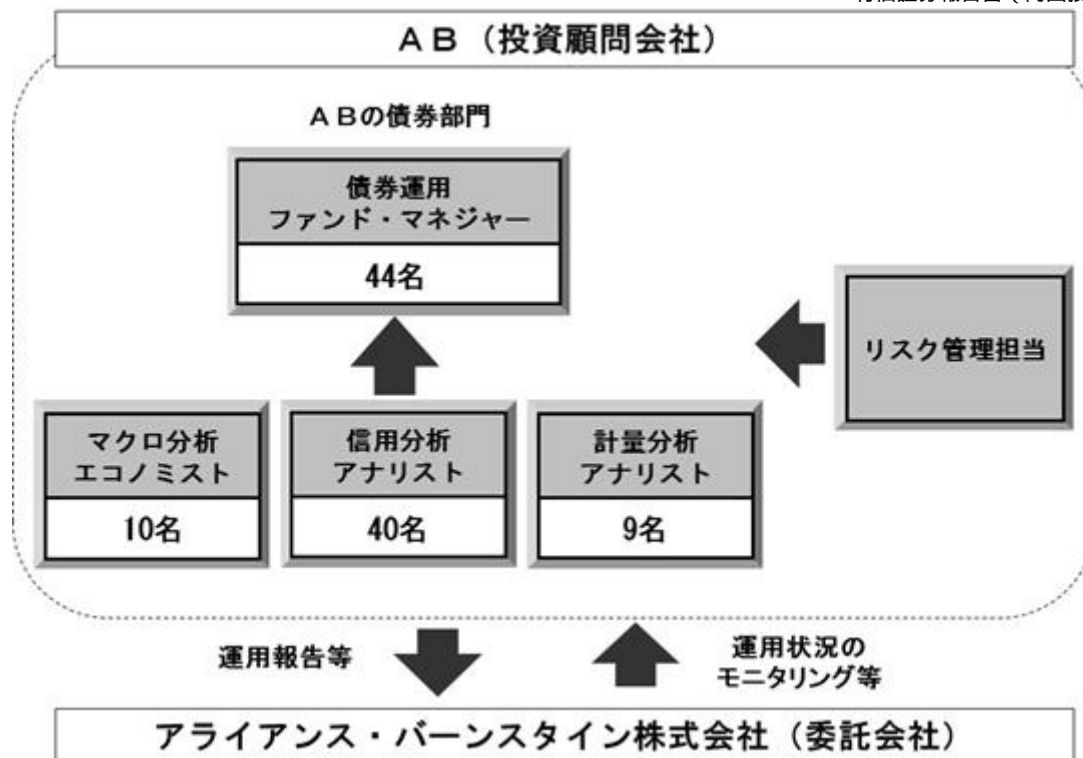 ＡＢ（投資顧問会社）
ＡＢの債券部門
債券運用
ファンド・マネジャー
44名
リスク管理担当
マクロ分析
エコノミスト
10名
信用分析
アナリスト
40名
計量分析
アナリスト
9名
運用報告等
運用状況の
モニタリング等
アライアンス・バーンスタイン株式会社（委託会社）